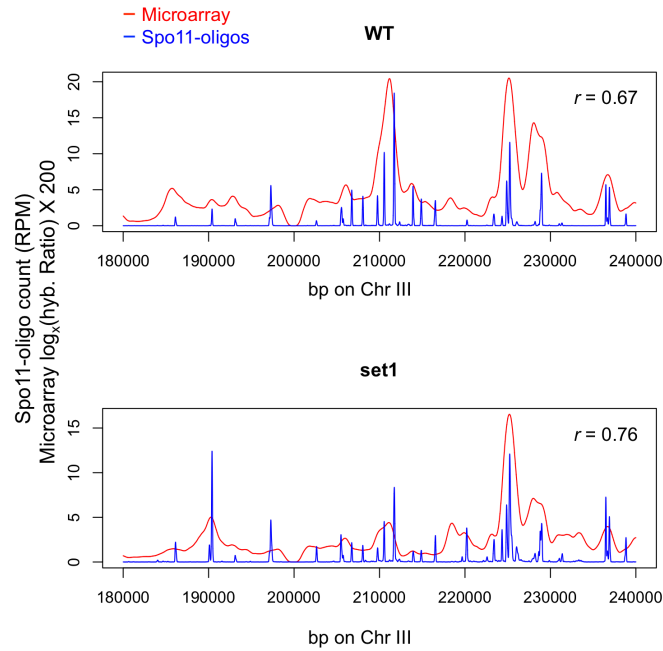 Microarray
Spo11-oligos
WT
r = 0.67
20
15
10
5
0
180000 190000 200000 210000 220000 230000 240000
bp on Chr III
Spo11-oligo count (RPM)
Microarray logₓ(hyb. Ratio) X 200
set1
r = 0.76
15
10
5
0
180000 190000 200000 210000 220000 230000 240000
bp on Chr III